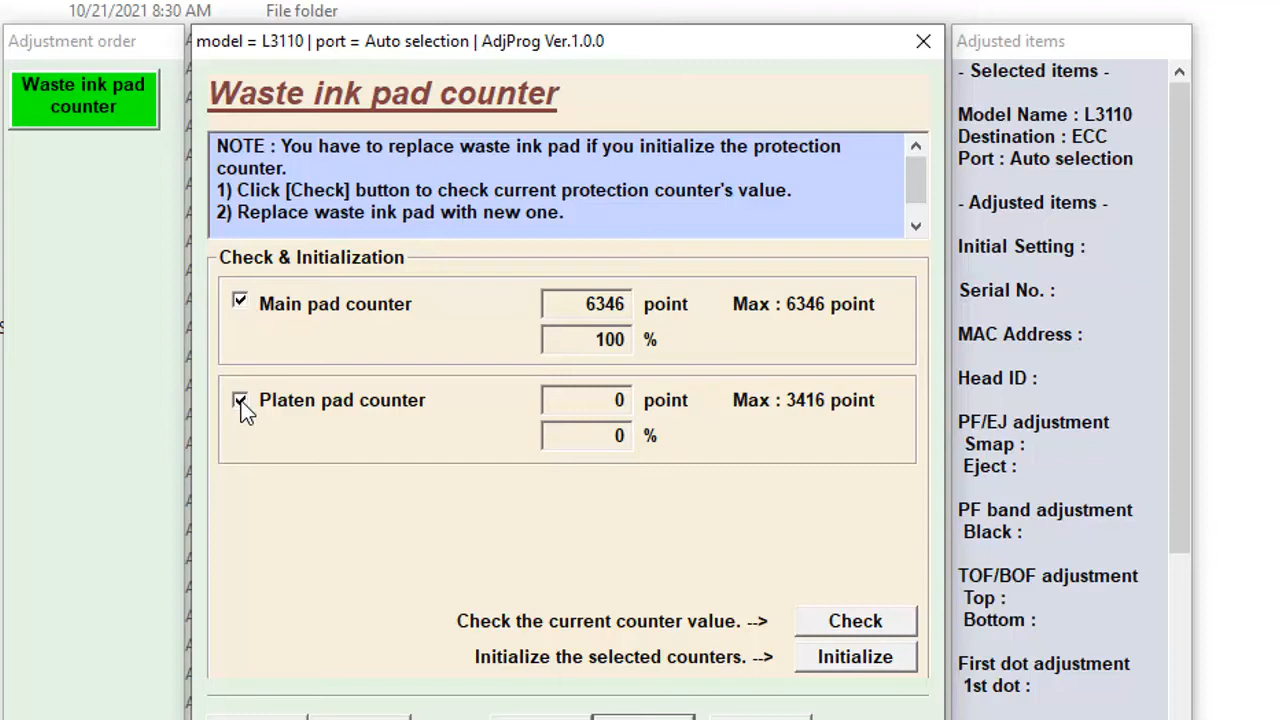 10/21/2021 8:30 AM File folder
Adjustment order
Waste ink pad
counter
model = L3110 | port = Auto selection | AdjProg Ver.1.0.0
Waste ink pad counter
NOTE : You have to replace waste ink pad if you initialize the protection
counter.
1) Click [Check] button to check current protection counter's value.
2) Replace waste ink pad with new one.
Check & Initialization
Main pad counter 6346 point Max : 6346 point
100 %
Platen pad counter 0 point Max : 3416 point
0 %
Check the current counter value. --> Check
Initialize the selected counters. --> Initialize
Adjusted items
- Selected items -
Model Name : L3110
Destination : ECC
Port : Auto selection
- Adjusted items -
Initial Setting :
Serial No. :
MAC Address :
Head ID :
PF/EJ adjustment
Smap :
Eject :
PF band adjustment
Black :
TOF/BOF adjustment
Top :
Bottom :
First dot adjustment
1st dot :